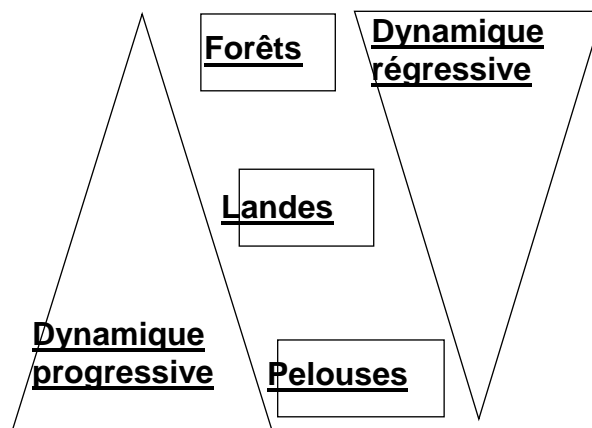 Forêts
Dynamique
régressive
Landes
Dynamique
progressive
Pelouses